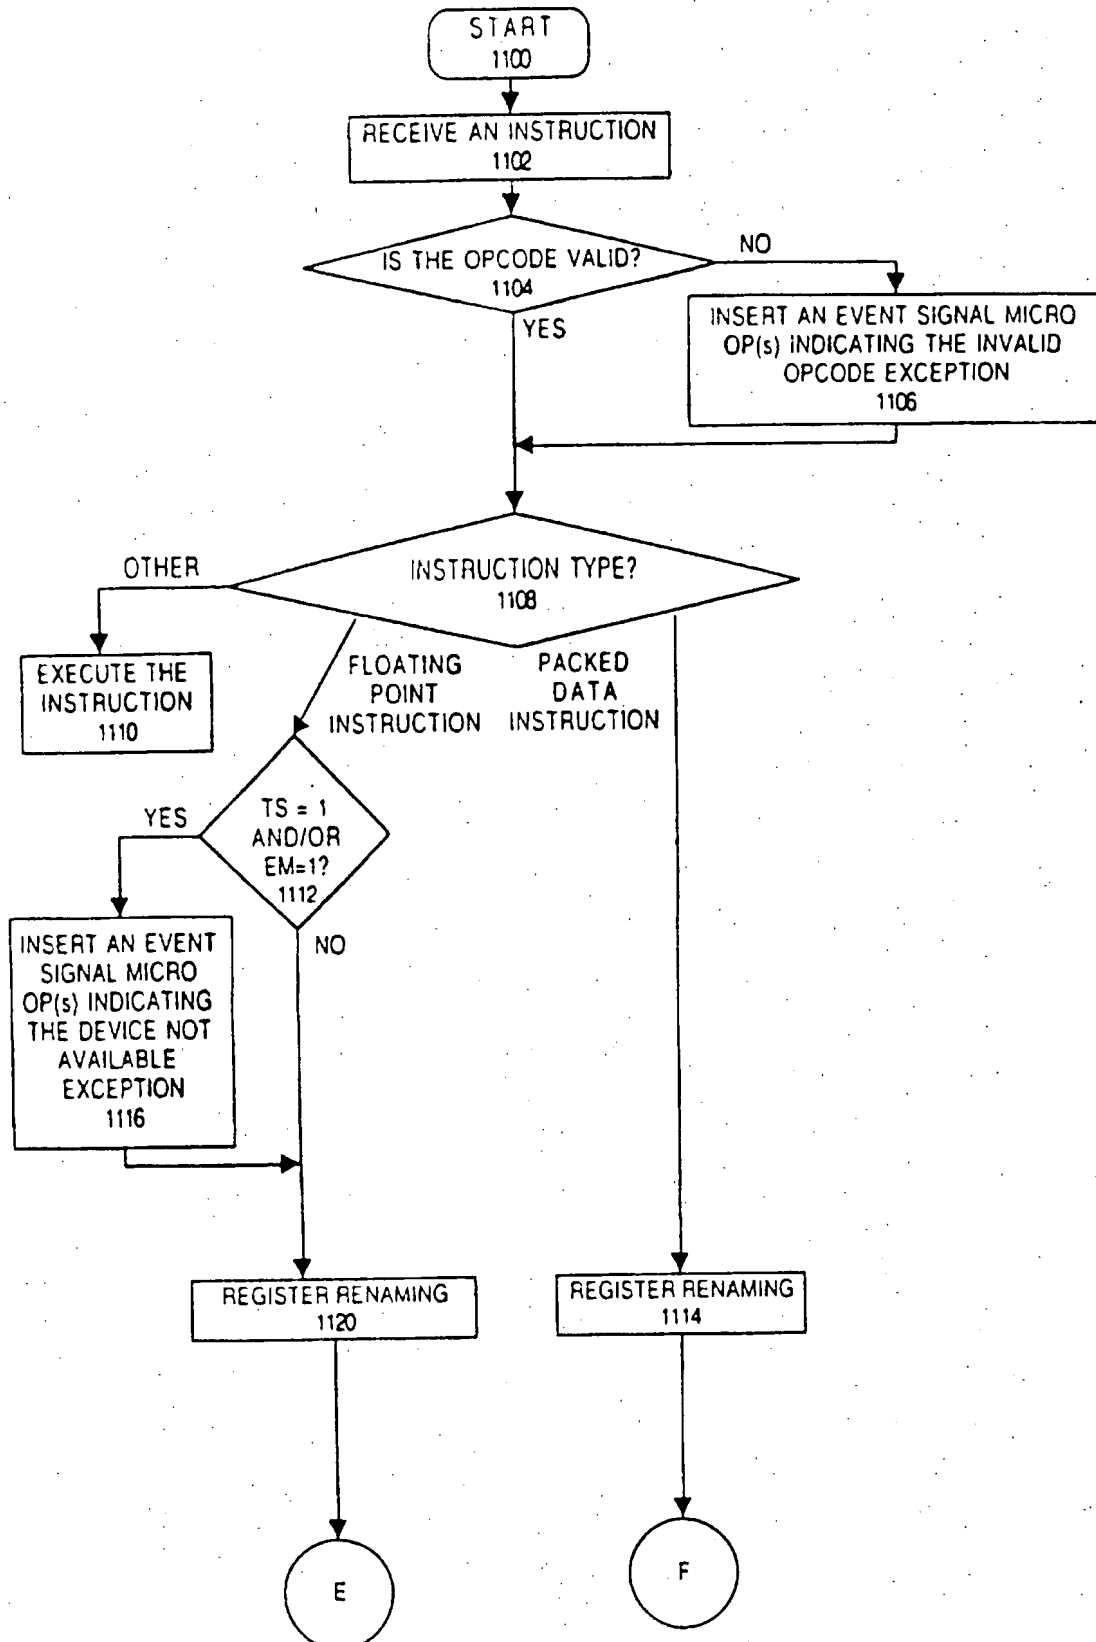 START
1100
RECEIVE AN INSTRUCTION
1102
IS THE OPCODE VALID?
1104
NO
YES
INSERT AN EVENT SIGNAL MICRO
OP(s) INDICATING THE INVALID
OPCODE EXCEPTION
1106
INSTRUCTION TYPE?
1108
OTHER
EXECUTE THE
INSTRUCTION
1110
FLOATING
POINT
INSTRUCTION
PACKED
DATA
INSTRUCTION
TS = 1
AND/OR
EM=1?
1112
YES
NO
INSERT AN EVENT
SIGNAL MICRO
OP(s) INDICATING
THE DEVICE NOT
AVAILABLE
EXCEPTION
1116
REGISTER RENAMING
1120
REGISTER RENAMING
1114
E
F